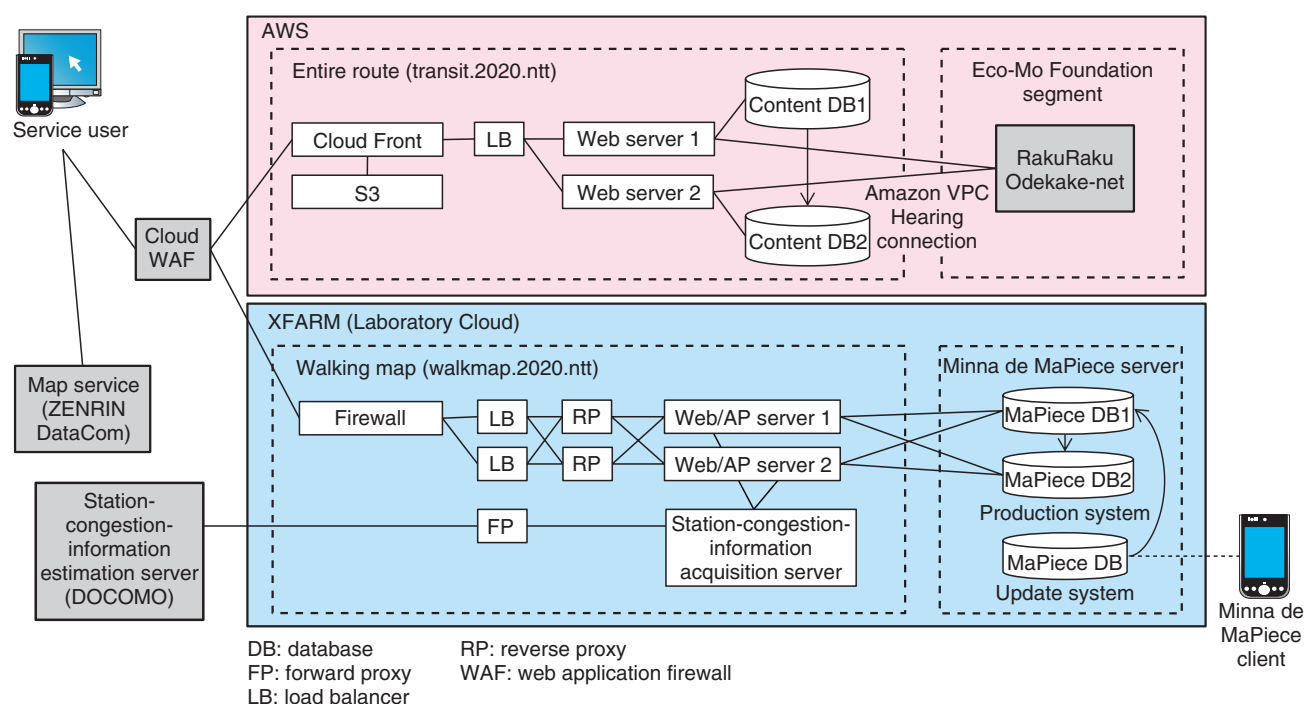 AWS
Entire route (transit.2020.ntt)
Eco-Mo Foundation
segment
Service user
Content DB1
Cloud Front
LB
Web server 1
S3
Web server 2
RakuRaku
Odekake-net
Amazon VPC
Hearing
connection
Content DB2
Cloud
WAF
XFARM (Laboratory Cloud)
Walking map (walkmap.2020.ntt)
Minna de MaPiece server
Map service
(ZENRIN
DataCom)
Firewall
LB
RP
Web/AP server 1
MaPiece DB1
LB
RP
Web/AP server 2
MaPiece DB2
Production system
Station-
congestion-
information
estimation server
(DOCOMO)
FP
Station-congestion-
information
acquisition server
MaPiece DB
Update system
Minna de
MaPiece
client
DB: database
FP: forward proxy
LB: load balancer
RP: reverse proxy
WAF: web application firewall